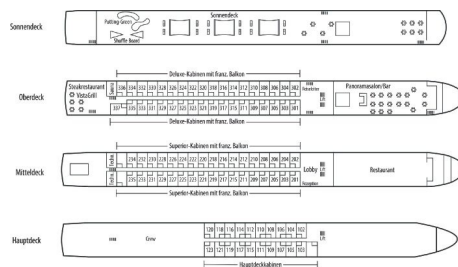 Sonnendeck
Sonnendeck
Putting-Green
Shuffle-Board
Deluxe-Kabinen mit franz. Balkon
Oberdeck
Steakrestaurant
VistaGrill
336 334 332 330 328 326 324 322 320 318 316 314 312 310 308 306 304 302
337 335 333 331 329 327 325 323 321 319 317 315 311 309 307 305 303 301
Lift
Panoramasalon/Bar
Deluxe-Kabinen mit franz. Balkon
Superior-Kabinen mit franz. Balkon
Mitteldeck
234 232 230 228 226 224 222 220 218 216 214 212 210 208 206 204 202
235 233 231 229 227 225 223 221 219 217 215 211 209 207 205 203 201
Lobby
Lift
Rezeption
Restaurant
Superior-Kabinen mit franz. Balkon
Hauptdeck
Crew
120 118 116 114 112 110 108 106 104 102
123 121 119 117 115 111 109 107 105 103
Lift
Hauptdeckkabinen